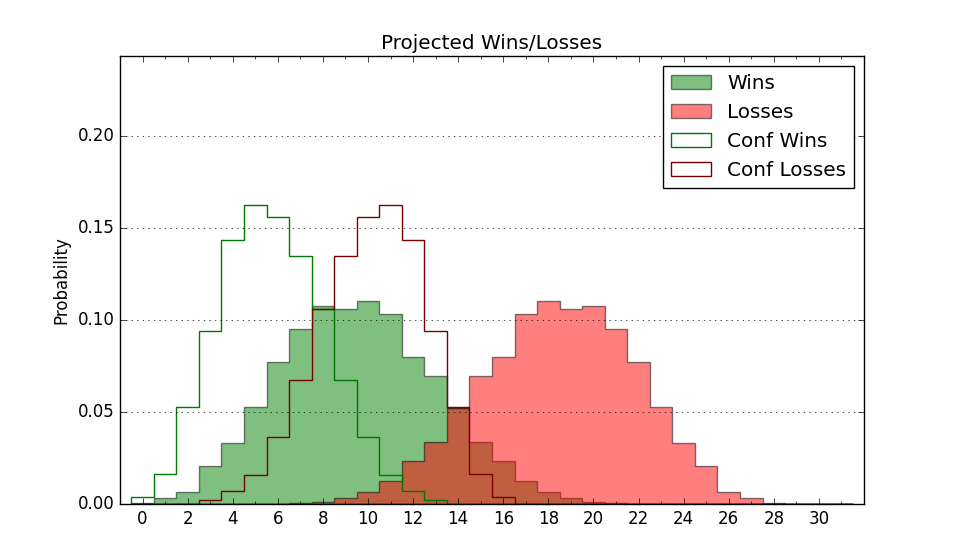 Projected Wins/Losses
Wins
Losses
Conf Wins
Conf Losses
Probability
0.20
0.15
0.10
0.05
0.00
0 2 4 6 8 10 12 14 16 18 20 22 24 26 28 30